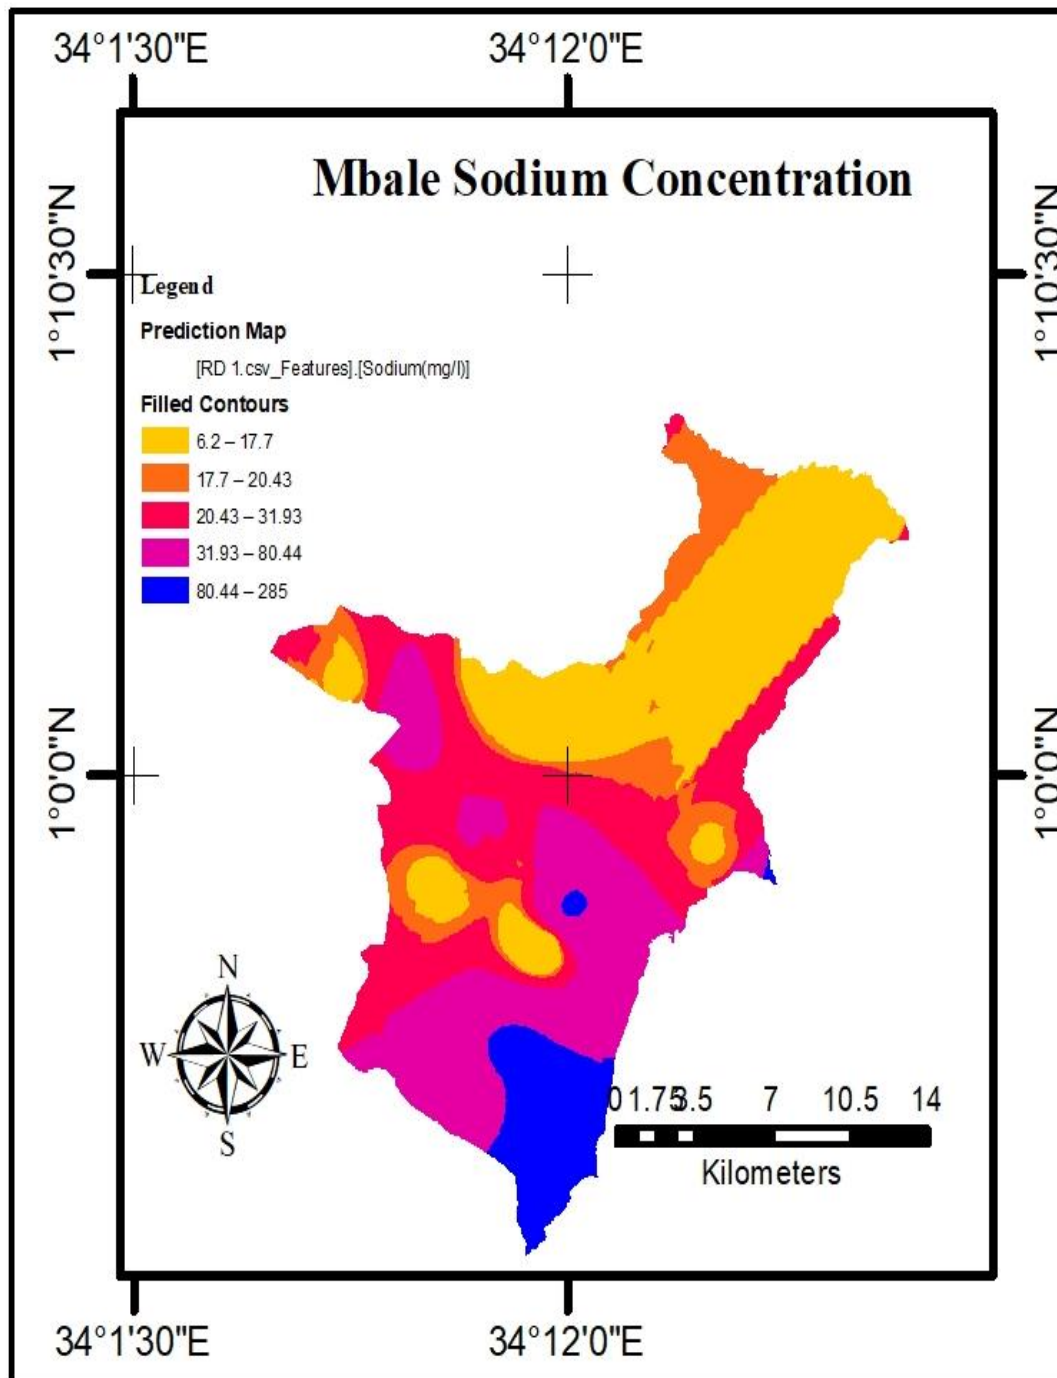 34°1'30"E 34°12'0"E
Mbale Sodium Concentration
1°10'30"N 1°10'30"N
Legend
Prediction Map
[RD 1.csv_Features].[Sodium(mg/l)]
Filled Contours
6.2 – 17.7
17.7 – 20.43
20.43 – 31.93
31.93 – 80.44
80.44 – 285
1°0'0"N 1°0'0"N
N
W E
S
0 1.75 3.5 7 10.5 14
Kilometers
34°1'30"E 34°12'0"E